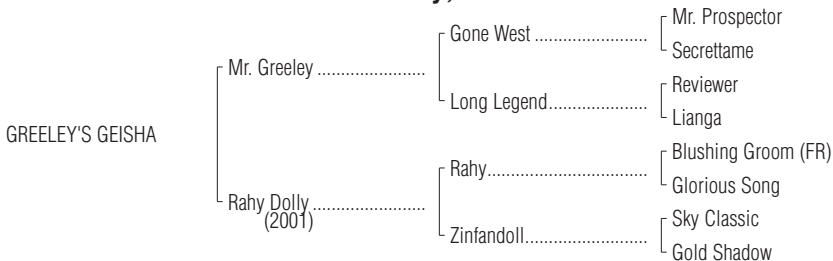 Mr. Prospector
Gone West
Secrettame
Mr. Greeley
Reviewer
Long Legend
Lianga
GREELEY'S GEISHA
Blushing Groom (FR)
Rahy
Glorious Song
Rahy Dolly
(2001)
Sky Classic
Zinfandoll
Gold Shadow